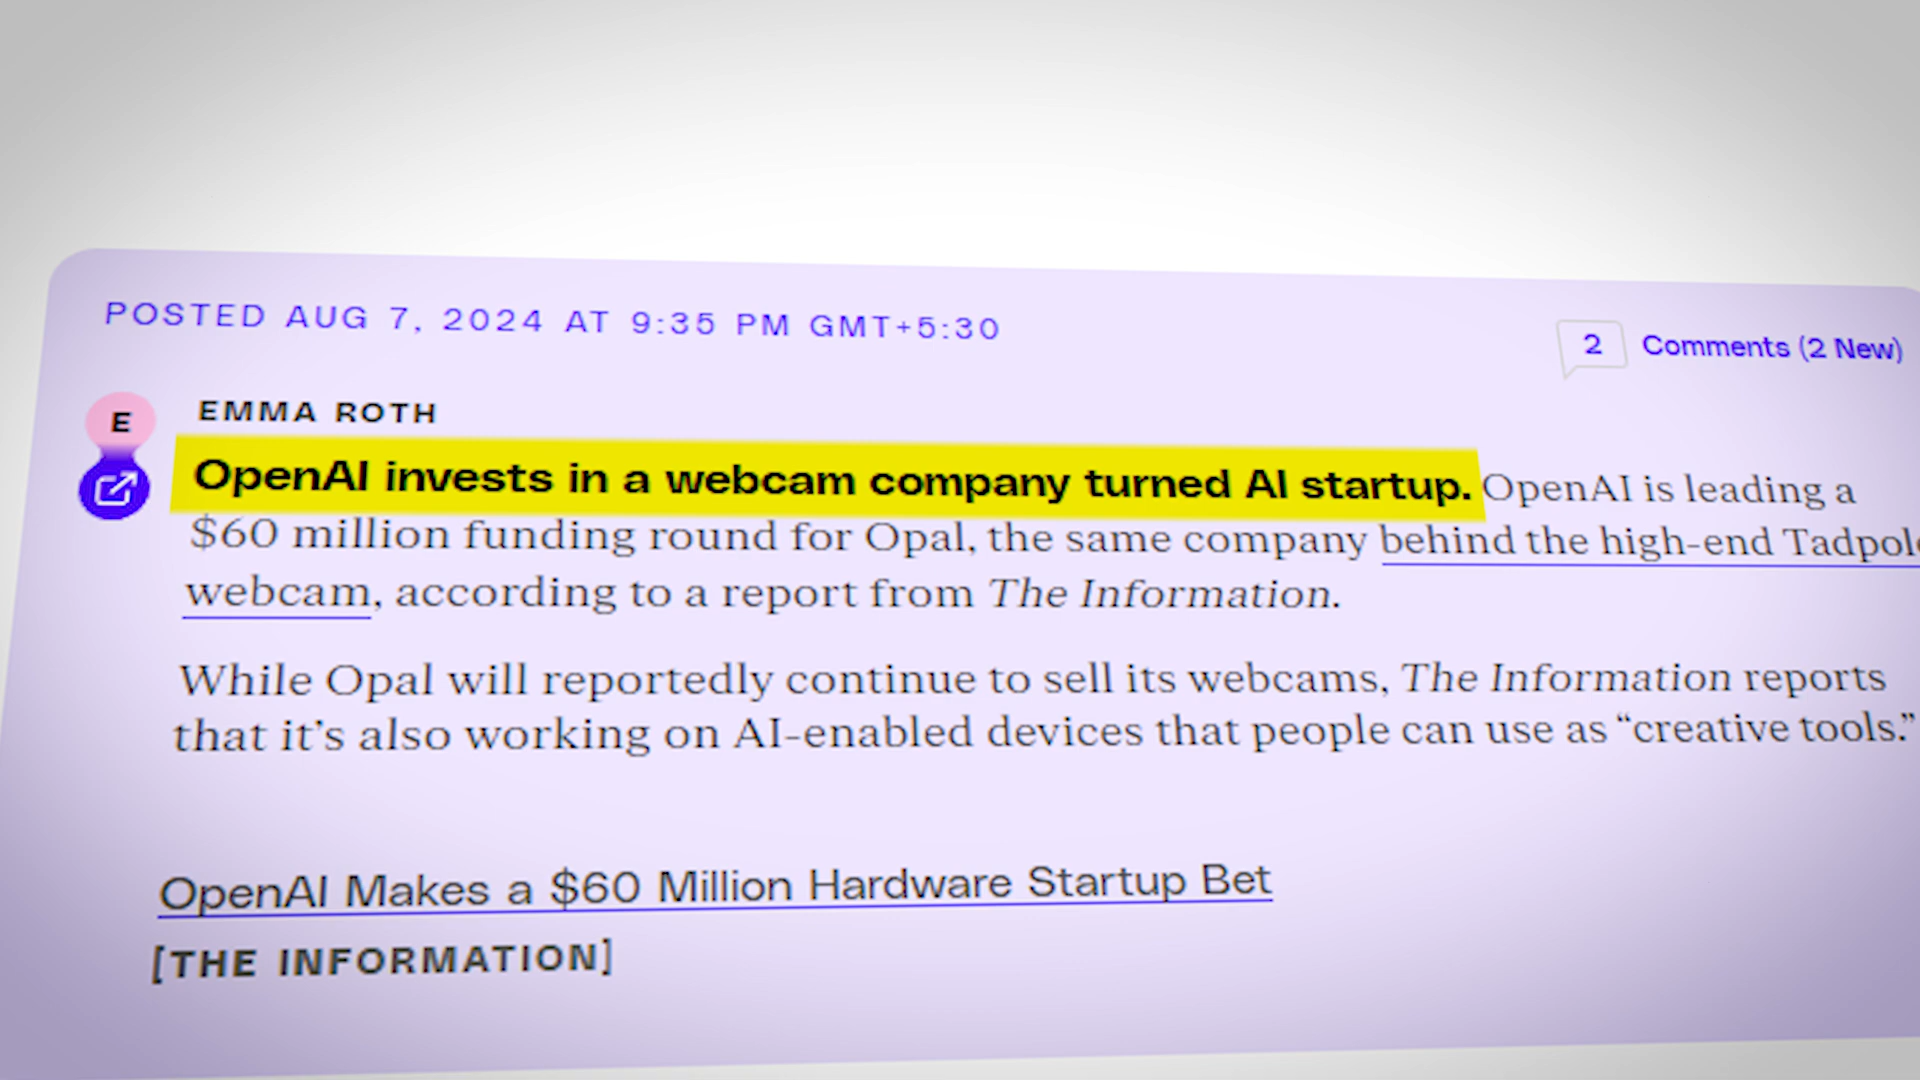 POSTED AUG 7, 2024 AT 9:35 PM GMT+5:30
2 Comments (2 New)
E
EMMA ROTH
OpenAI invests in a webcam company turned AI startup. OpenAI is leading a
$60 million funding round for Opal, the same company behind the high-end Tadpole
webcam, according to a report from The Information.
While Opal will reportedly continue to sell its webcams, The Information reports
that it’s also working on AI-enabled devices that people can use as “creative tools.”
OpenAI Makes a $60 Million Hardware Startup Bet
[THE INFORMATION]